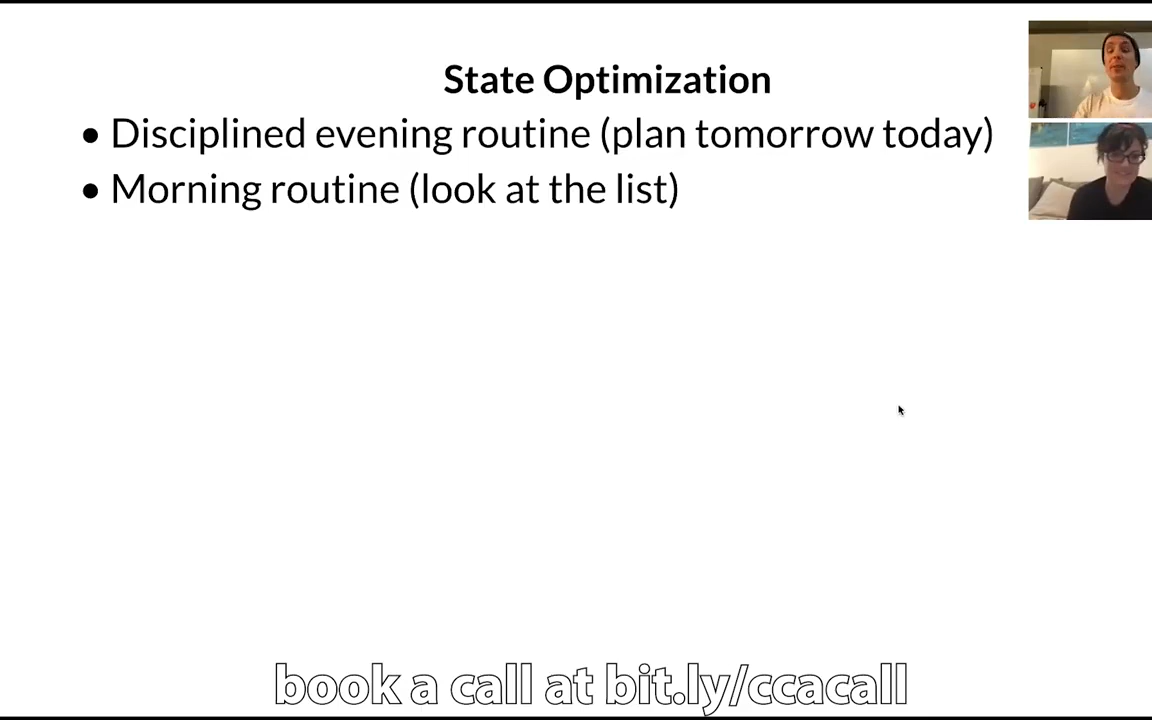 State Optimization
• Disciplined evening routine (plan tomorrow today)
• Morning routine (look at the list)
book a call at bit.ly/ccacall